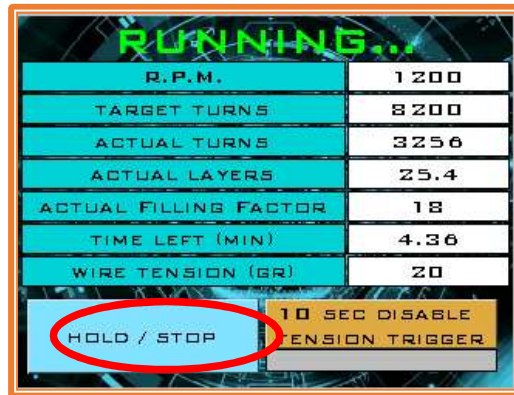 RUNNING...
R.P.M. 1200
TARGET TURNS 8200
ACTUAL TURNS 3256
ACTUAL LAYERS 25.4
ACTUAL FILLING FACTOR 18
TIME LEFT (MIN) 4.36
WIRE TENSION (GR) 20
HOLD / STOP
10 SEC DISABLE
TENSION TRIGGER